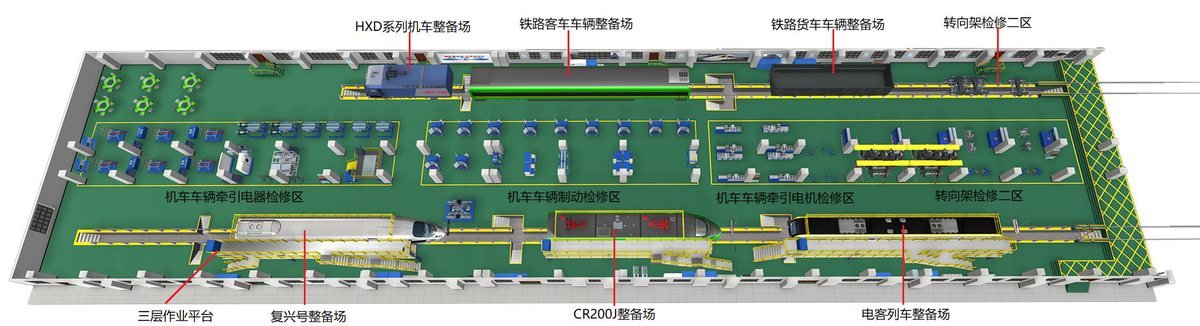 HXD系列机车整备场
铁路客车车辆整备场
铁路货车车辆整备场
转向架检修二区
机车车辆牵引电器检修区
机车车辆制动检修区
机车车辆牵引电机检修区
转向架检修二区
三层作业平台
复兴号整备场
CR200J整备场
电客列车整备场